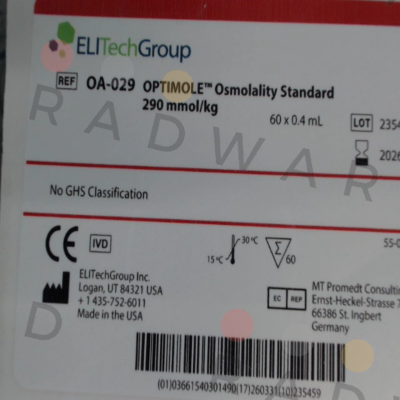 ELITechGroup
REF OA-029 OPTIMOLE™ Osmolality Standard
290 mmol/kg
60 x 0.4 mL
LOT 2354
2026
No GHS Classification
CE IVD
15°C 30°C
Σ 60
55-0
ELITechGroup Inc.
Logan, UT 84321 USA
+ 1 435-752-6011
Made in the USA
EC REP
MT Promedt Consulti
Ernst-Heckel-Strasse 7
66386 St. Ingbert
Germany
(01)03661540301490(17)260331(10)235459
RADWAR
D
RADW